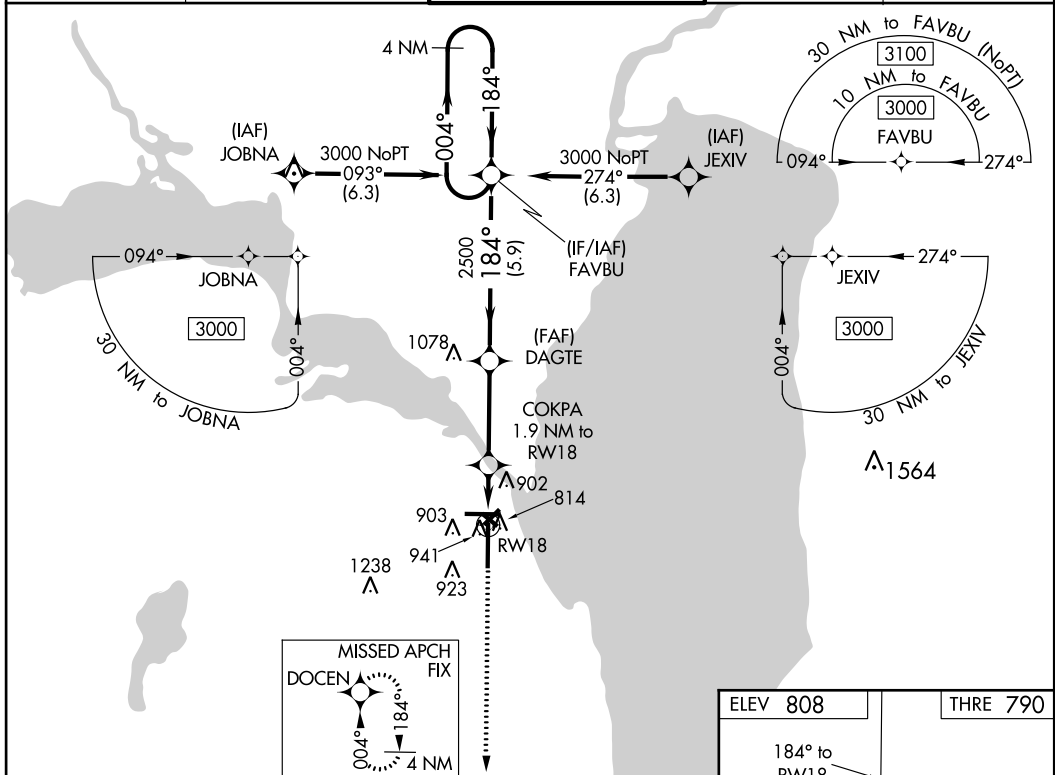 4 NM
184°
004°
(IAF)
JOBNA
3000 NoPT
093°
(6.3)
3000 NoPT
274°
(6.3)
(IAF)
JEXIV
30 NM to FAVBU (NoPT)
3100
10 NM to FAVBU
3000
FAVBU
094°
274°
2500
184°
(5.9)
(IF/IAF)
FAVBU
094°
JOBNA
3000
004°
30 NM to JOBNA
JEXIV
274°
3000
004°
30 NM to JEXIV
1078
(FAF)
DAGTE
COKPA
1.9 NM to
RW18
902
814
903
941
RW18
1238
923
1564
MISSED APCH
FIX
DOCEN
184°
004°
4 NM
ELEV 808
THRE 790
184° to
RW18